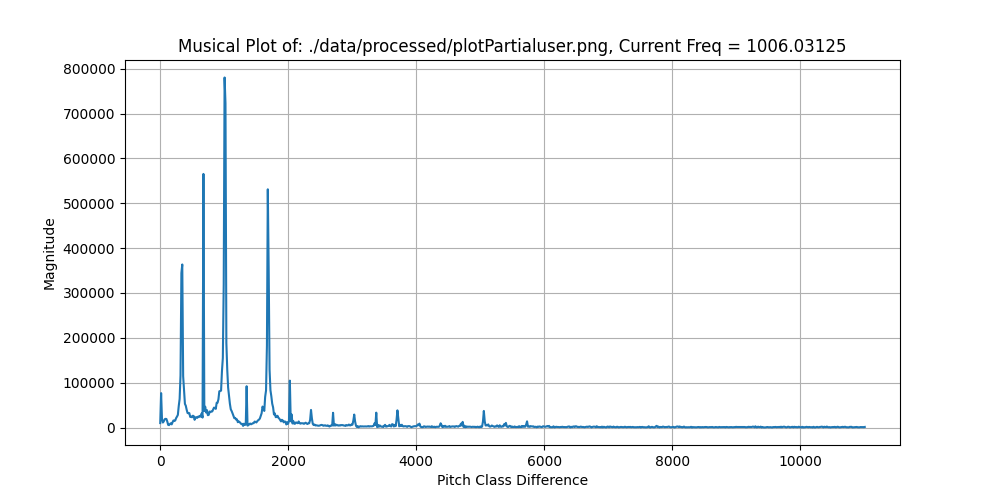 Musical Plot of: ./data/processed/plotPartialuser.png, Current Freq = 1006.03125
800000
700000
600000
500000
400000
300000
200000
100000
0
Magnitude
0 2000 4000 6000 8000 10000
Pitch Class Difference